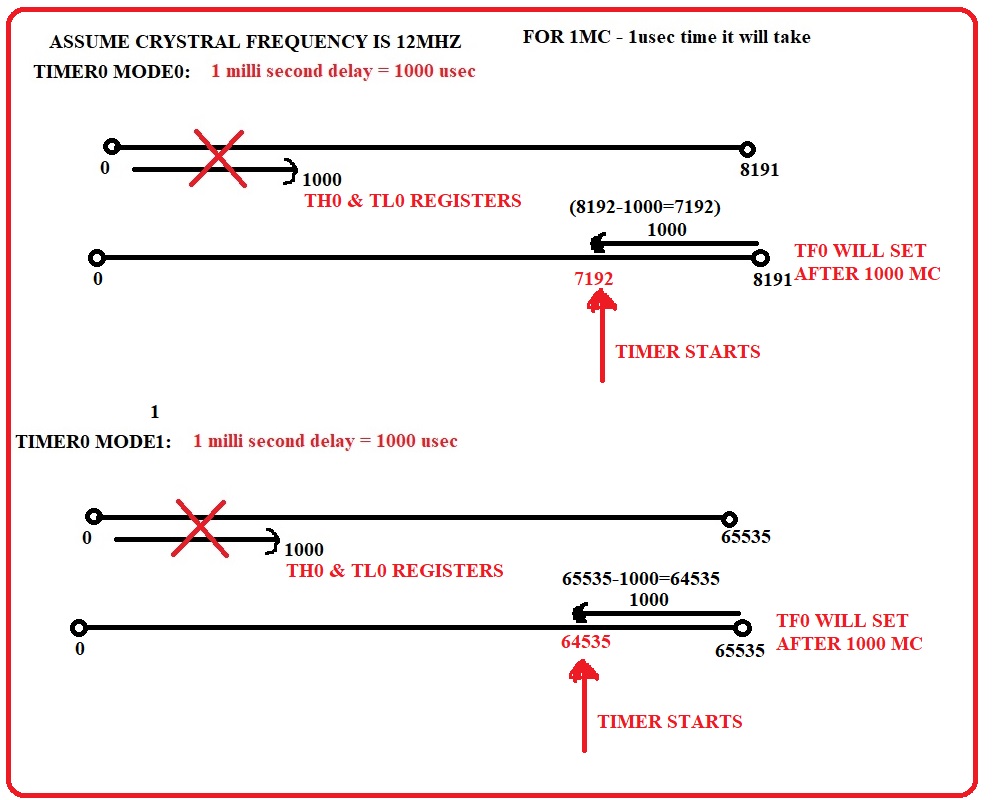 ASSUME CRYSTRAL FREQUENCY IS 12MHZ
FOR 1MC - 1usec time it will take
TIMER0 MODE0: 1 milli second delay = 1000 usec
0
8191
1000
TH0 & TL0 REGISTERS
(8192-1000=7192)
1000
TF0 WILL SET
AFTER 1000 MC
0
7192
8191
TIMER STARTS
1
TIMER0 MODE1: 1 milli second delay = 1000 usec
0
65535
1000
TH0 & TL0 REGISTERS
65535-1000=64535
1000
TF0 WILL SET
AFTER 1000 MC
0
64535
65535
TIMER STARTS